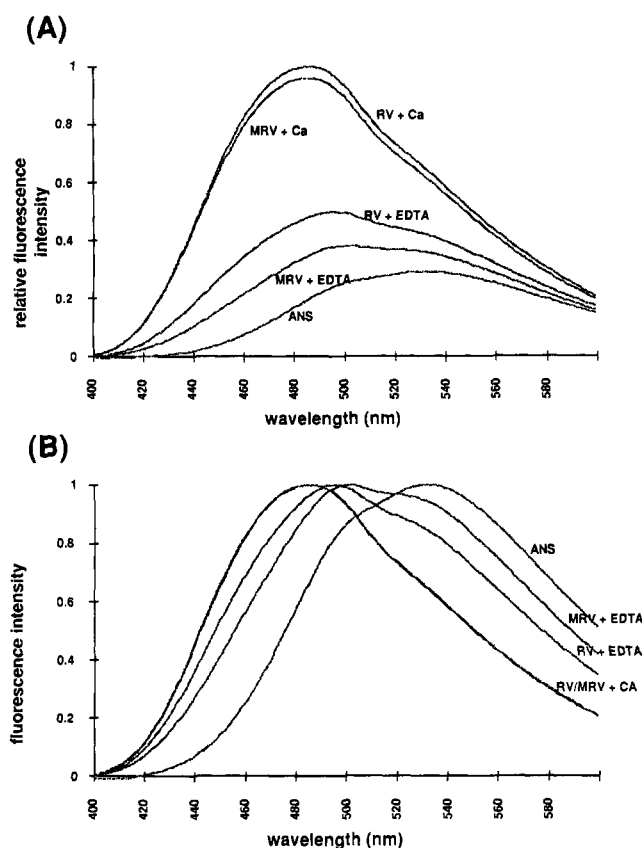 (A)
relative fluorescence
intensity
1
0.8
0.6
0.4
0.2
0
RV + Ca
MRV + Ca
RV + EDTA
MRV + EDTA
ANS
400
420
440
460
480
500
520
540
560
580
wavelength (nm)
(B)
fluorescence intensity
1
0.8
0.6
0.4
0.2
0
ANS
MRV + EDTA
RV + EDTA
RV/MRV + CA
400
420
440
460
480
500
520
540
560
580
wavelength (nm)